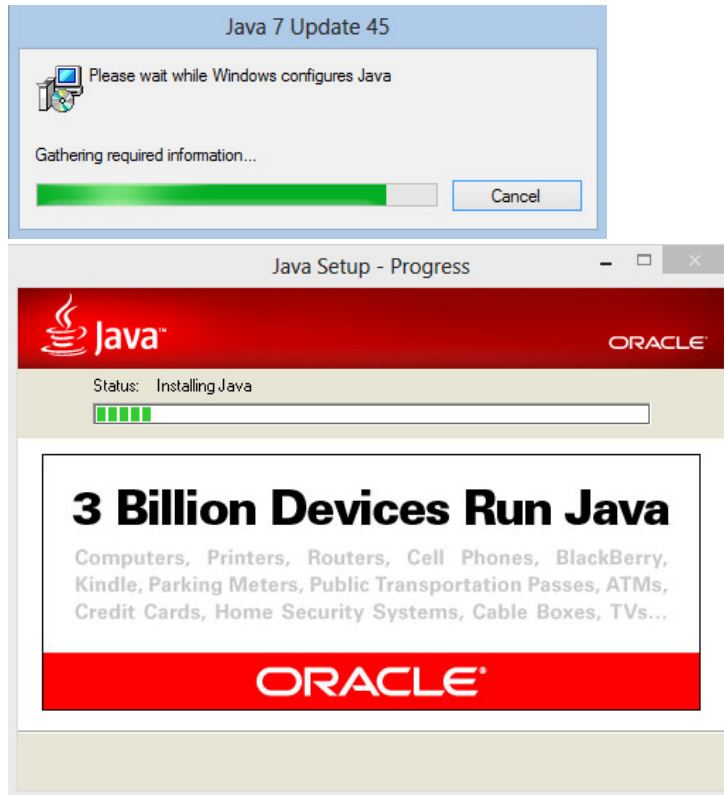 Java 7 Update 45
Please wait while Windows configures Java
Gathering required information...
Cancel
Java Setup - Progress
Java™
ORACLE®
Status: Installing Java
3 Billion Devices Run Java
Computers, Printers, Routers, Cell Phones, BlackBerry,
Kindle, Parking Meters, Public Transportation Passes, ATMs,
Credit Cards, Home Security Systems, Cable Boxes, TVs...
ORACLE®